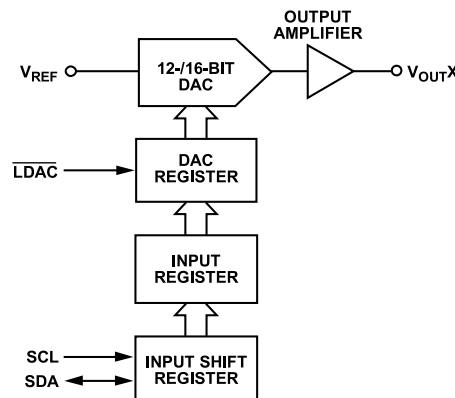 OUTPUT
AMPLIFIER
VREF
12-/16-BIT
DAC
VOUTX
LDAC
DAC
REGISTER
INPUT
REGISTER
SCL
SDA
INPUT SHIFT
REGISTER